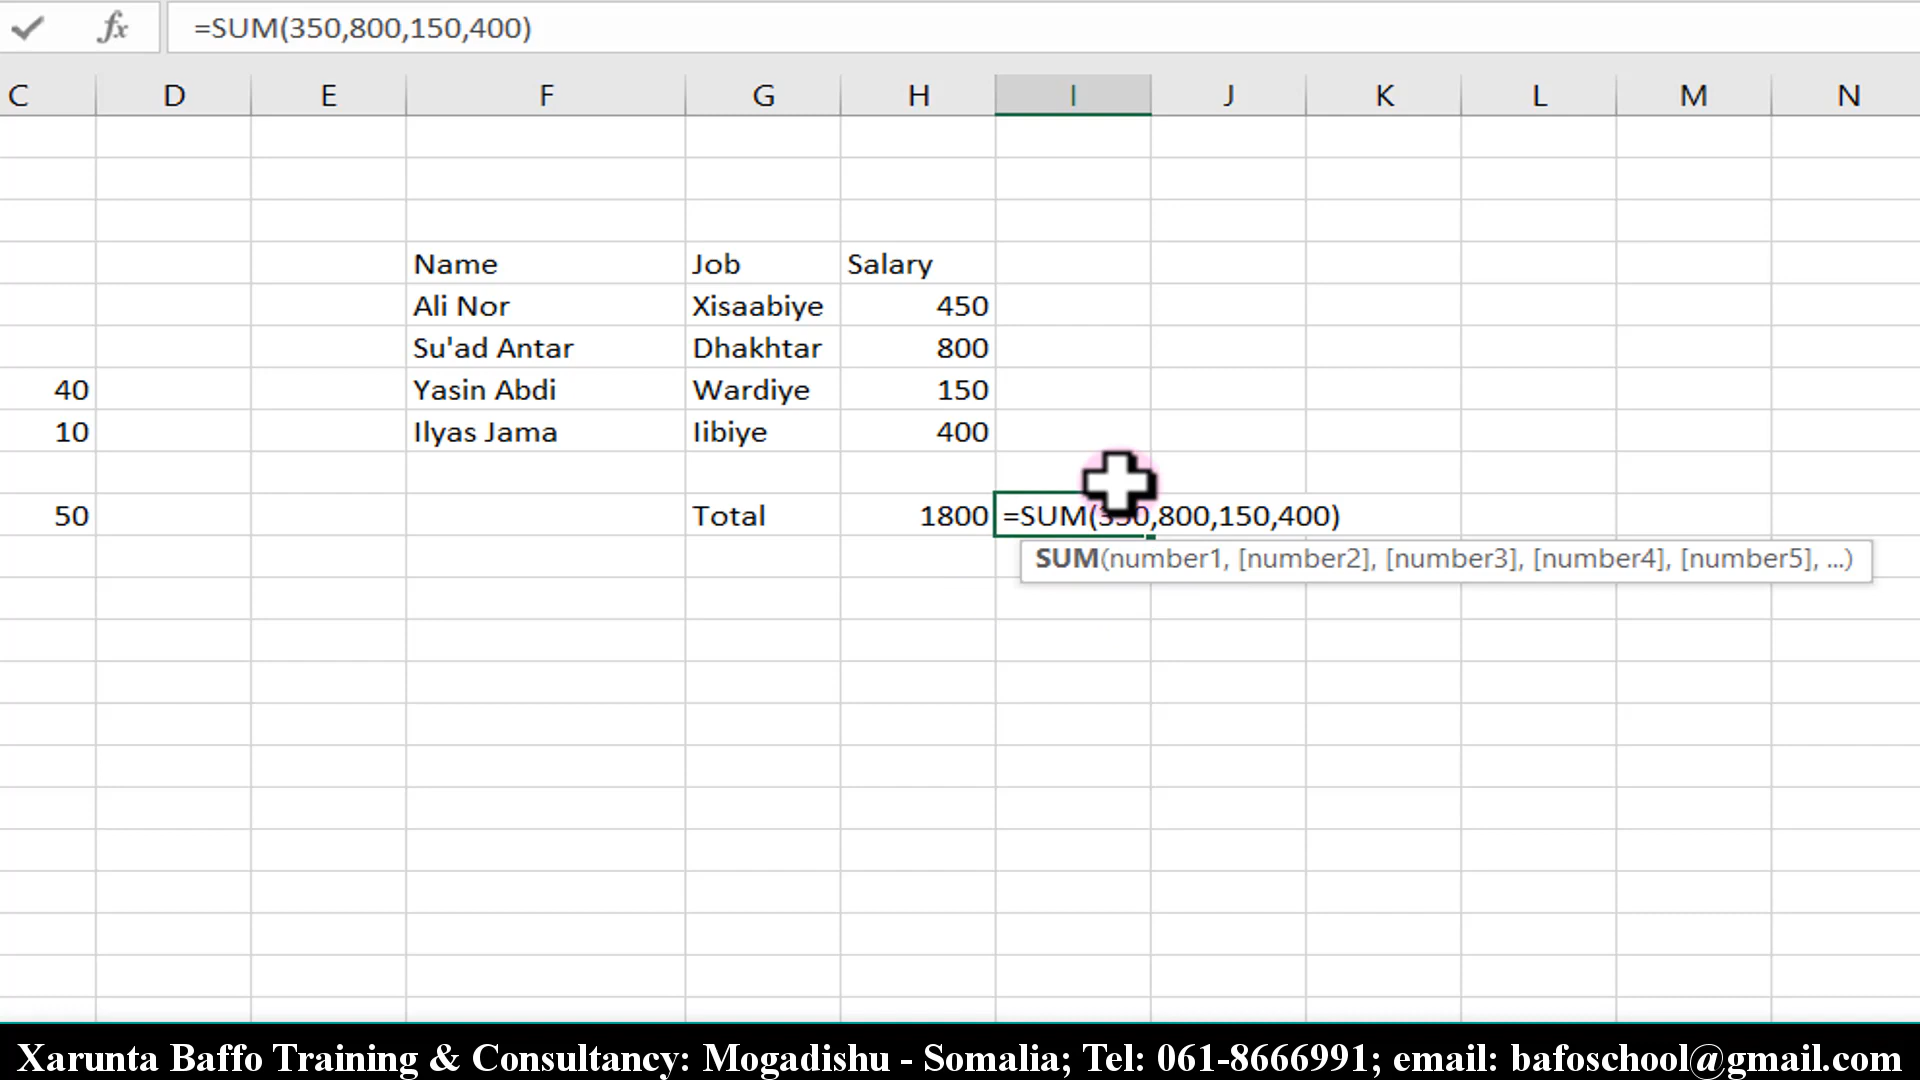 fx =SUM(350,800,150,400)
C D E F G H I J K L M N
Name Job Salary
Ali Nor Xisaabiye 450
Su'ad Antar Dhakhtar 800
40 Yasin Abdi Wardiye 150
10 Ilyas Jama Iibiye 400
50 Total 1800 =SUM(350,800,150,400)
SUM(number1, [number2], [number3], [number4], [number5], ...)
Xarunta Baffo Training & Consultancy: Mogadishu - Somalia; Tel: 061-8666991; email: bafoschool@gmail.com